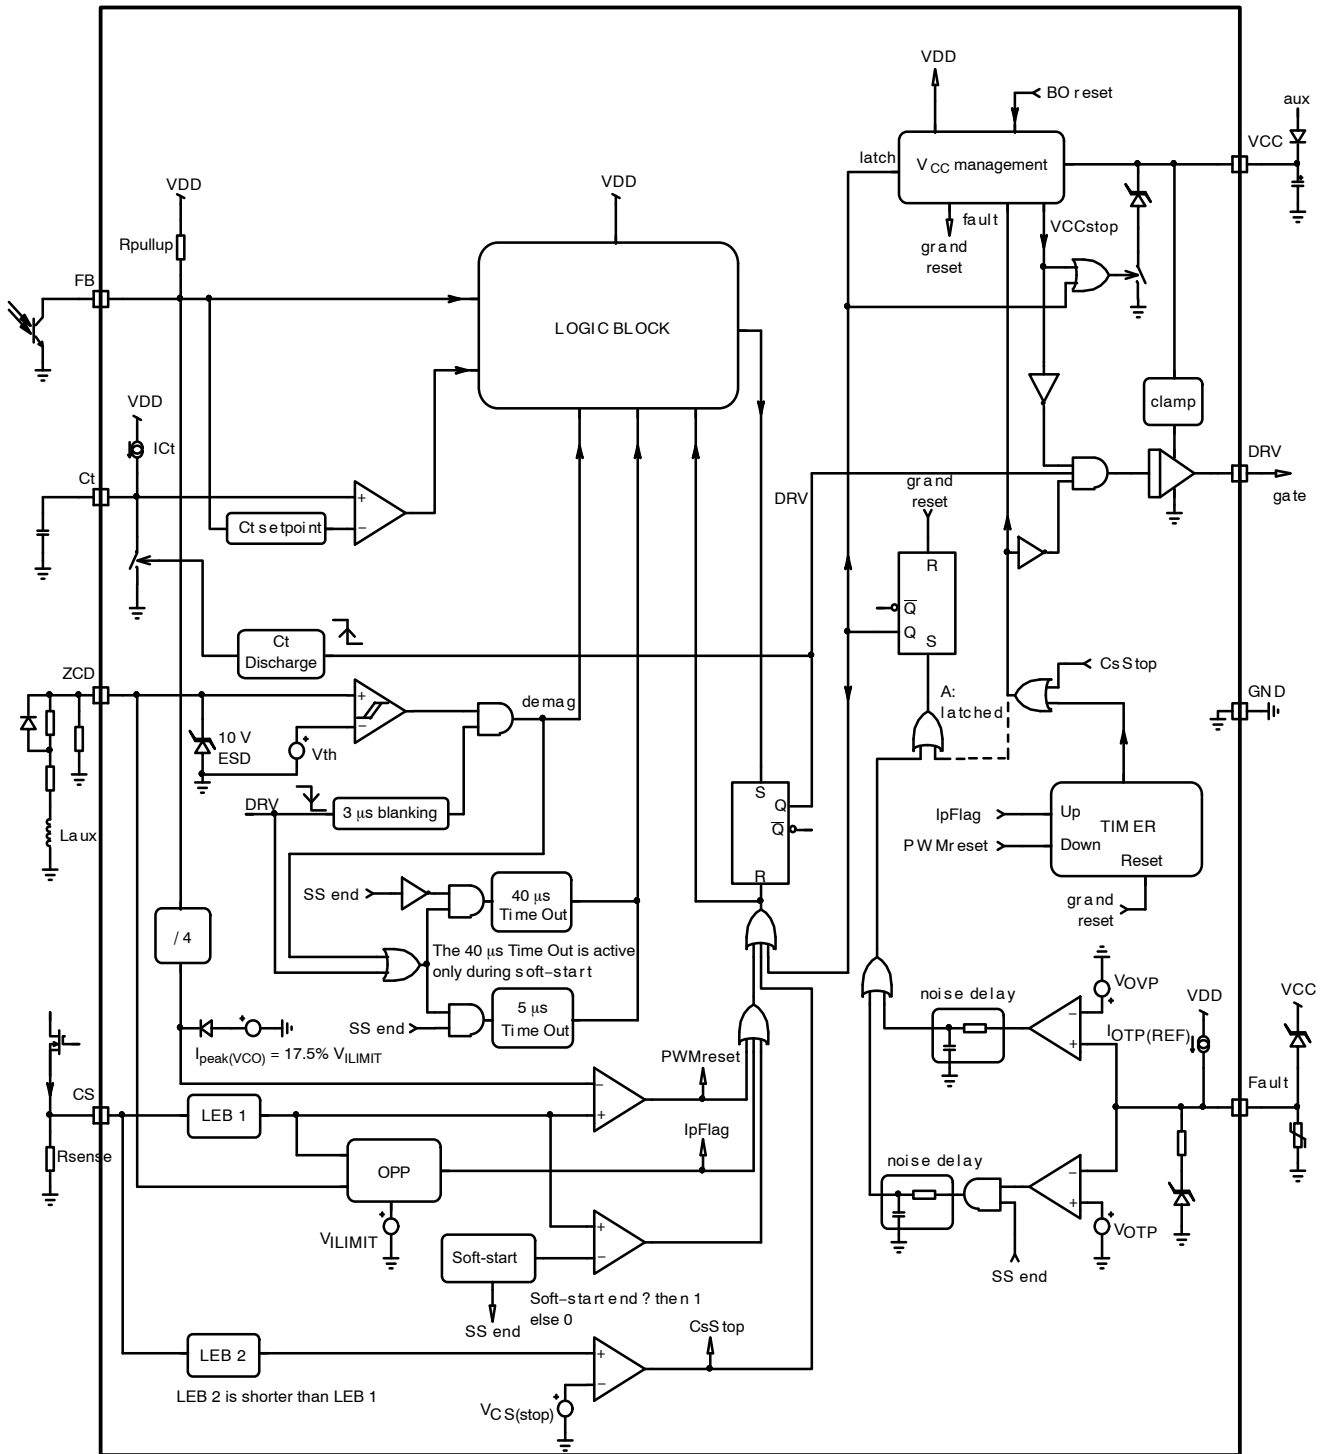 VDD
BO reset
aux
VCC
latch
VCC management
VDD
VDD
fault
VCCstop
grand
reset
Rpullup
FB
LOGIC BLOCK
VDD
clamp
ICt
Ct
DRV
DRV
grand
reset
gate
+
−
Ct setpoint
R
Q
Q
S
Ct
Discharge
CsStop
ZCD
demag
A:
latched
GND
+
−
10 V
ESD
+
Vth
DRV
3 μs blanking
S
Q
Q
R
IpFlag
Up
TIMER
PWMreset
Down
Reset
Laux
SS end
40 μs
Time Out
grand
reset
/ 4
The 40 μs Time Out is active
only during soft−start
VOVP
+
noise delay
VDD
VCC
5 μs
Time Out
SS end
−
+
IOTP(REF)
+
Ipeak(VCO) = 17.5% VILIMIT
PWMreset
Fault
CS
LEB 1
−
+
IpFlag
Rsense
OPP
noise delay
−
+
+
VOTP
+
VILIMIT
+
−
Soft−start
SS end
Soft−start end ? then 1
else 0
SS end
CsStop
LEB 2
+
−
LEB 2 is shorter than LEB 1
+
VCS(stop)